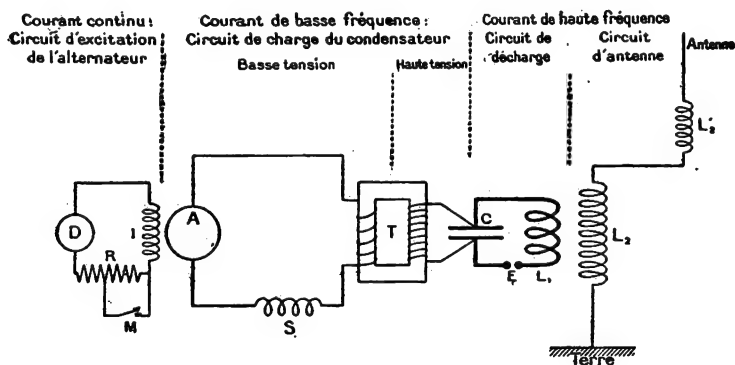 Courant continu:
Circuit d'excitation
de l'alternateur
Courant de basse fréquence:
Circuit de charge du condensateur
Basse tension
Haute tension
Courant de haute fréquence
Circuit de
décharge
Circuit
d'antenne
Antenne
L'2
D
I
R
M
A
S
T
C
E
L1
L2
Terre